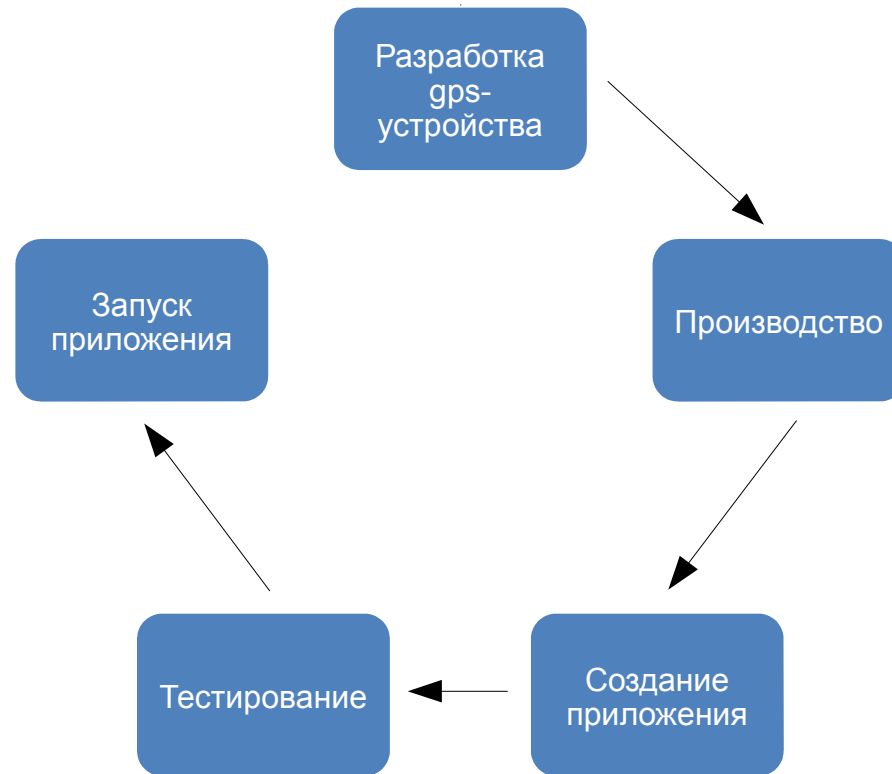 Разработка
gps-
устройства
Производство
Создание
приложения
Тестирование
Запуск
приложения